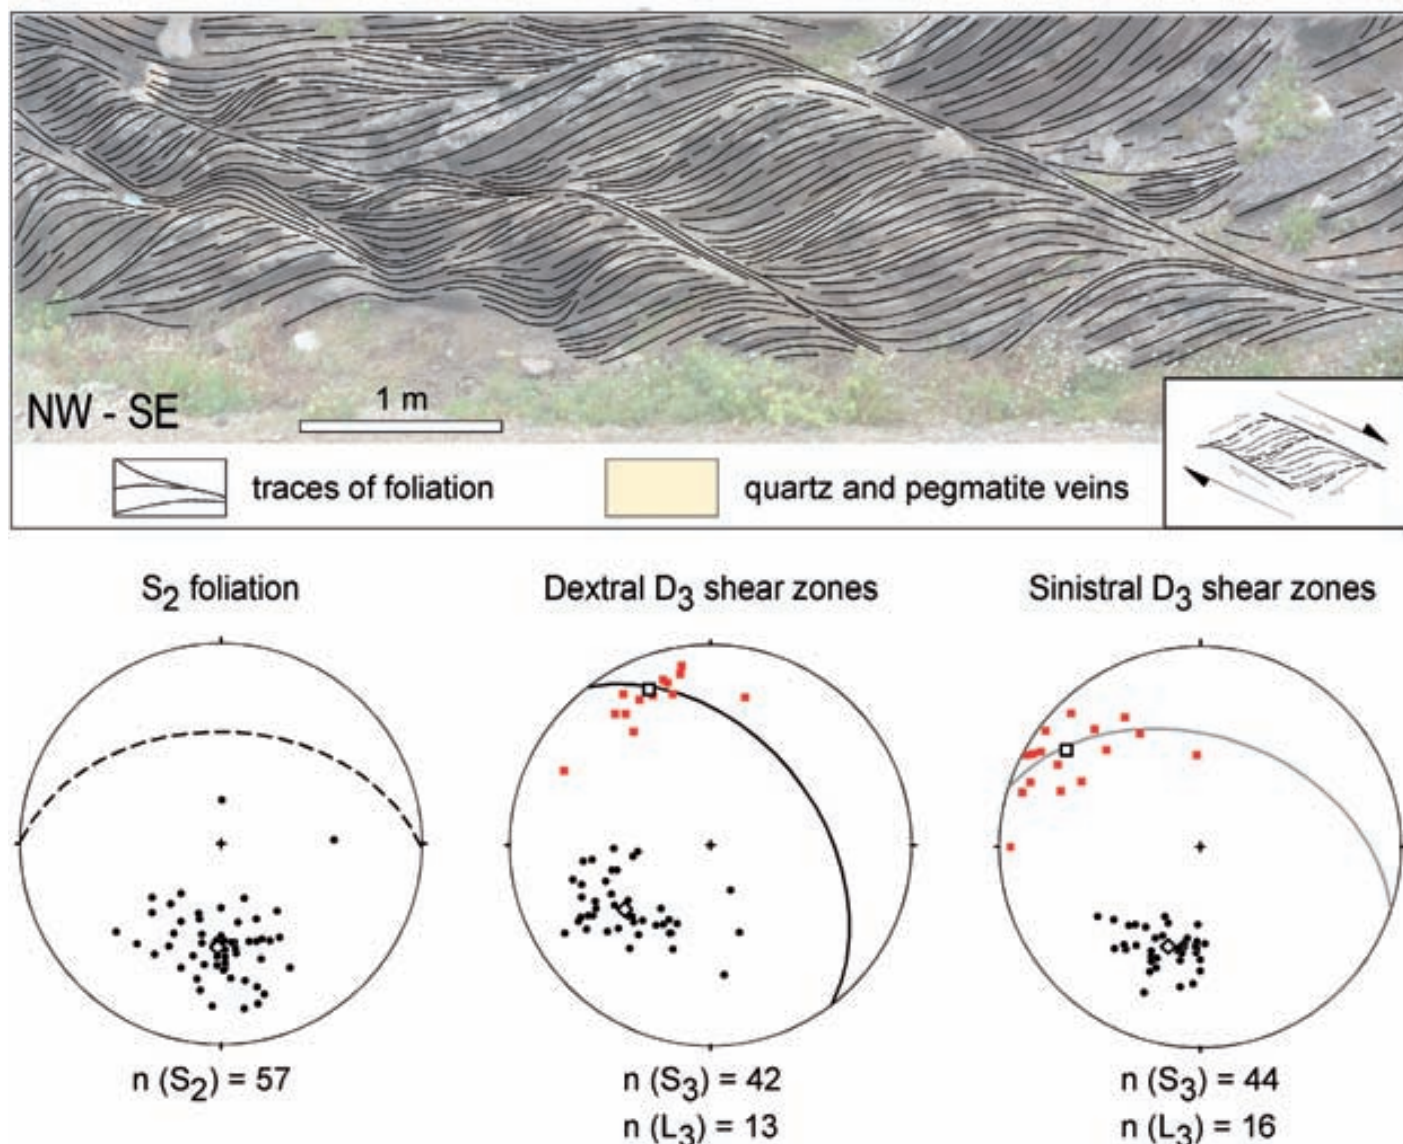 NW - SE
1 m
traces of foliation
quartz and pegmatite veins
S₂ foliation
Dextral D₃ shear zones
Sinistral D₃ shear zones
n (S₂) = 57
n (S₃) = 42
n (L₃) = 13
n (S₃) = 44
n (L₃) = 16